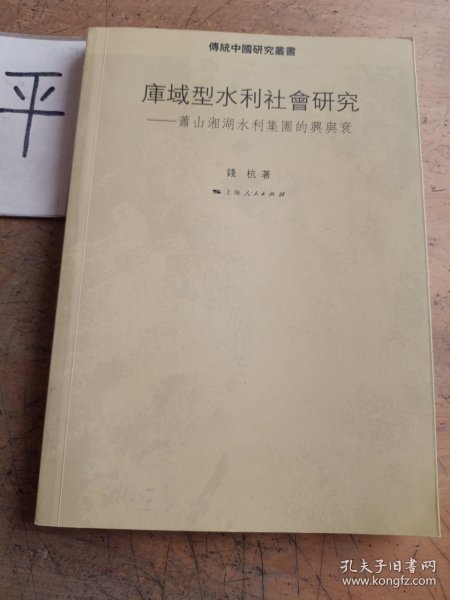 傳統中國研究叢書
平
庫域型水利社會研究
——蕭山湘湖水利集團的興與衰
錢 杭 著
上海人民出版社
孔夫子旧书网
www.kongfz.com